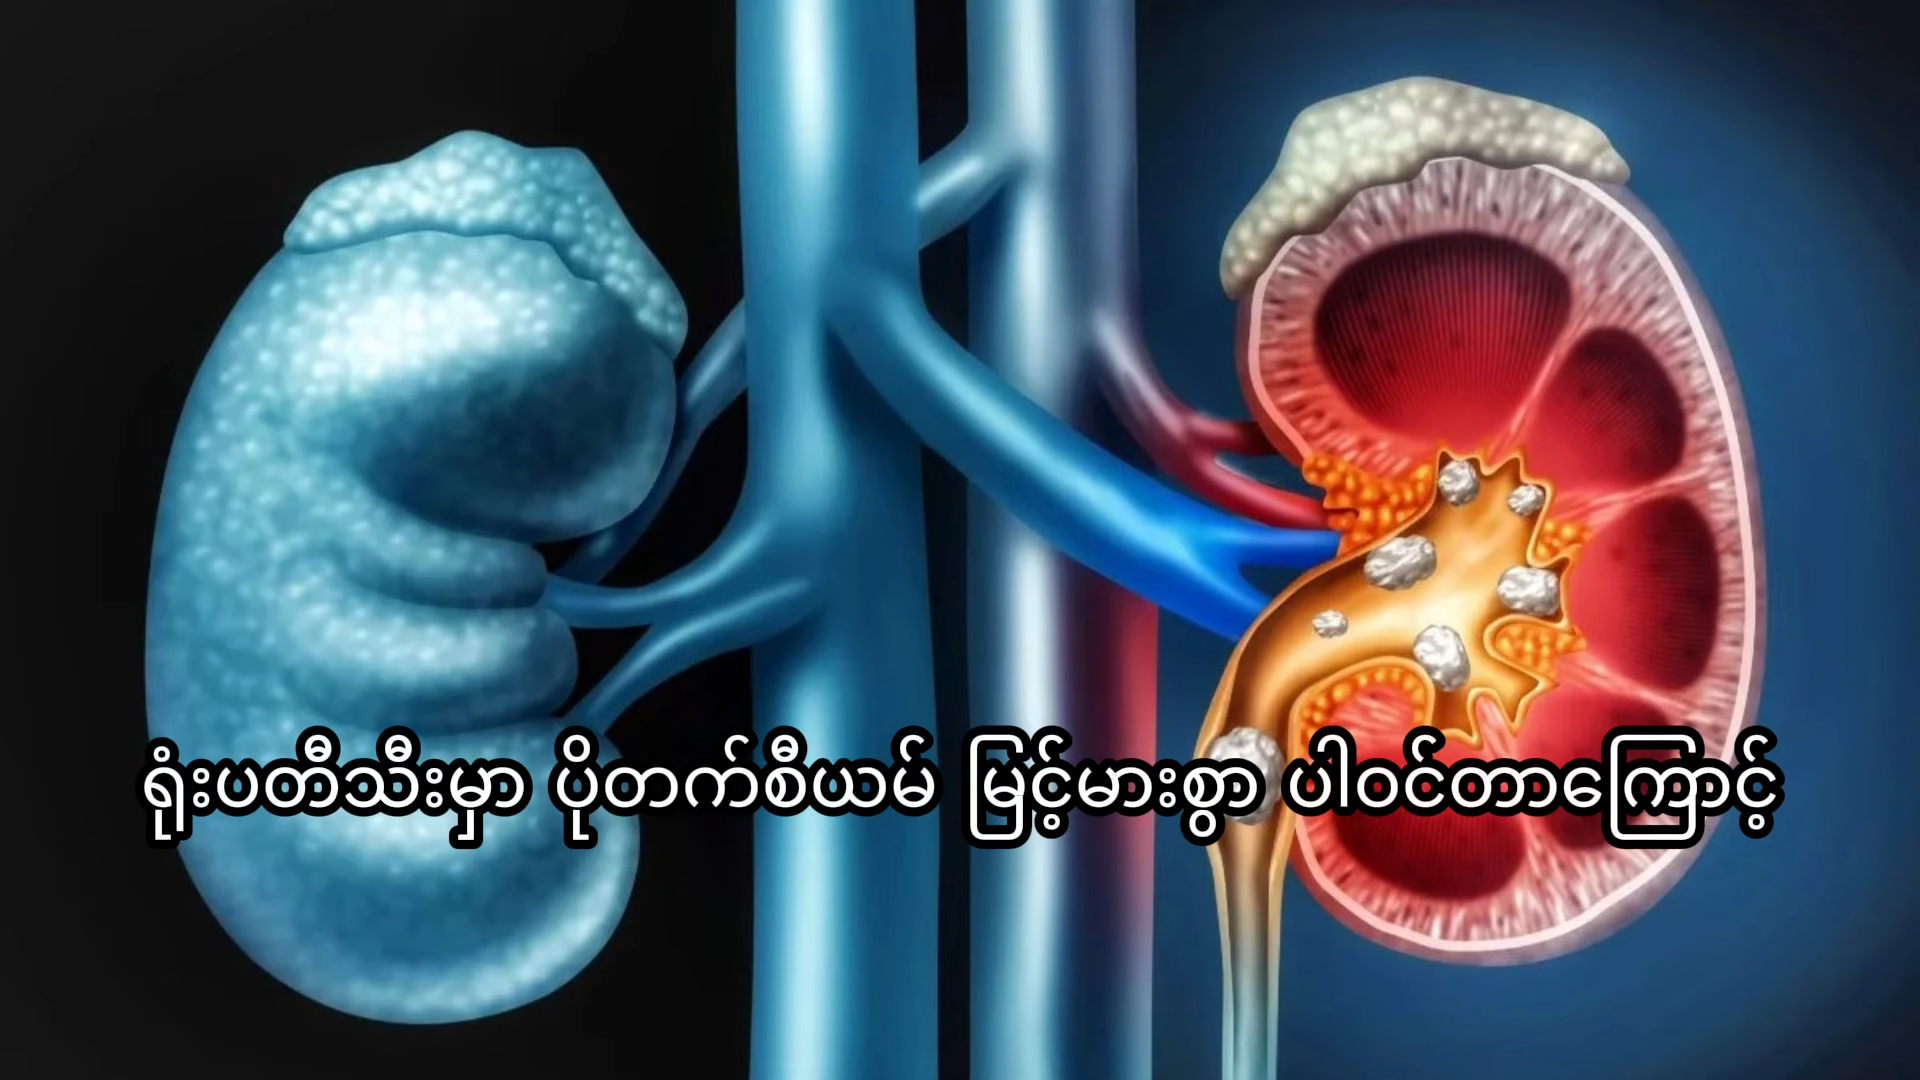 ရုံးပတီသီးမှာ ပိုတက်စီယမ် မြင့်မားစွာ ပါဝင်တာကြောင့်